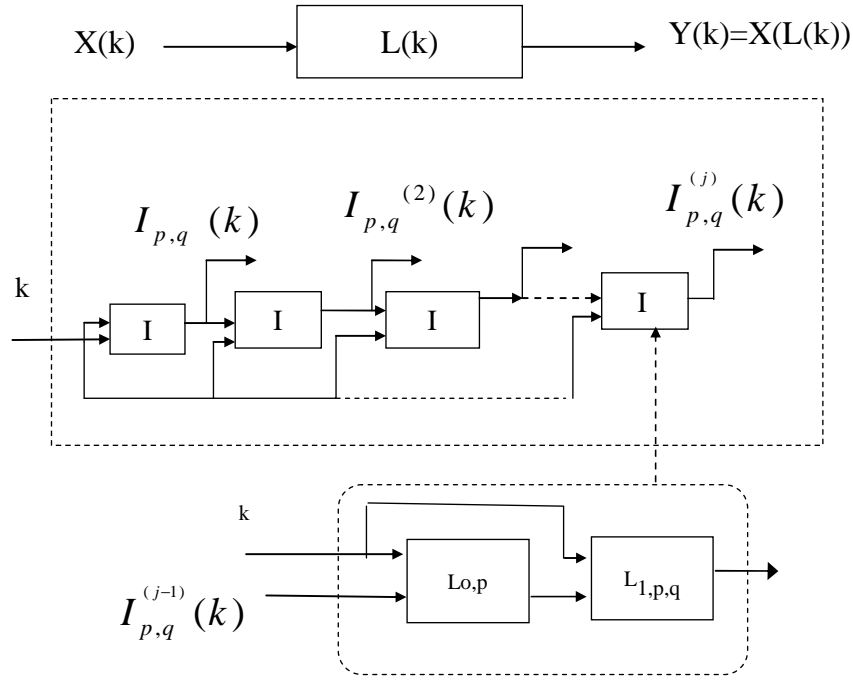 X(k) L(k) Y(k)=X(L(k))
I_{p,q} (k) I_{p,q}^{(2)}(k) I_{p,q}^{(j)}(k)
k
I I I I
k
Lo,p L_{1,p,q}
I_{p,q}^{(j-1)}(k)